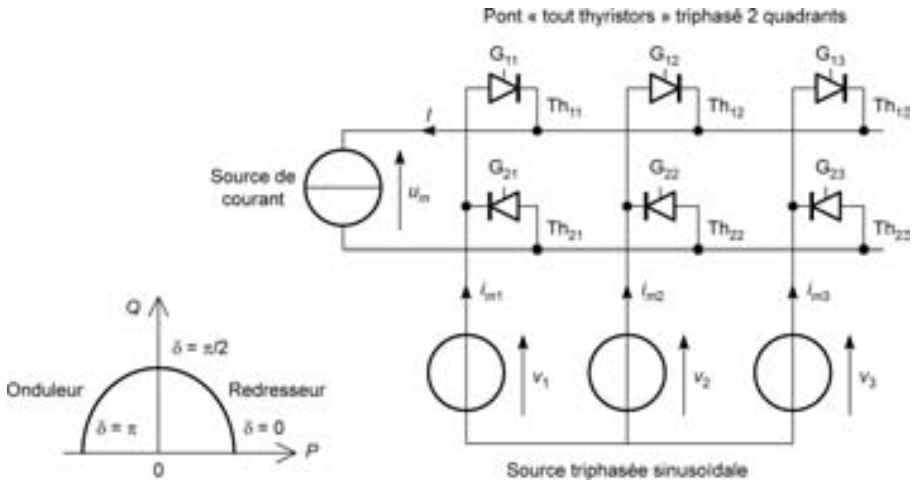 Pont « tout thyristors » triphasé 2 quadrants
G11 G12 G13
Th11 Th12 Th13
I
Source de
courant
um
G21 G22 G23
Th21 Th22 Th23
im1 im2 im3
v1 v2 v3
Source triphasée sinusoïdale
Q
δ = π/2
Onduleur Redresseur
δ = π δ = 0
P
0